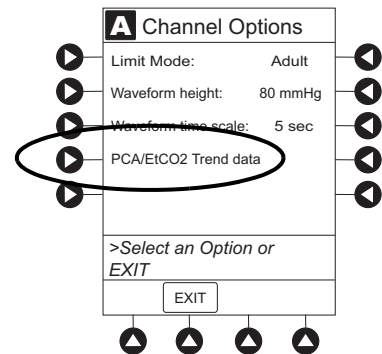 A Channel Options
Limit Mode: Adult
Waveform height: 80 mmHg
Waveform time scale: 5 sec
PCA/EtCO2 Trend data
>Select an Option or
EXIT
EXIT